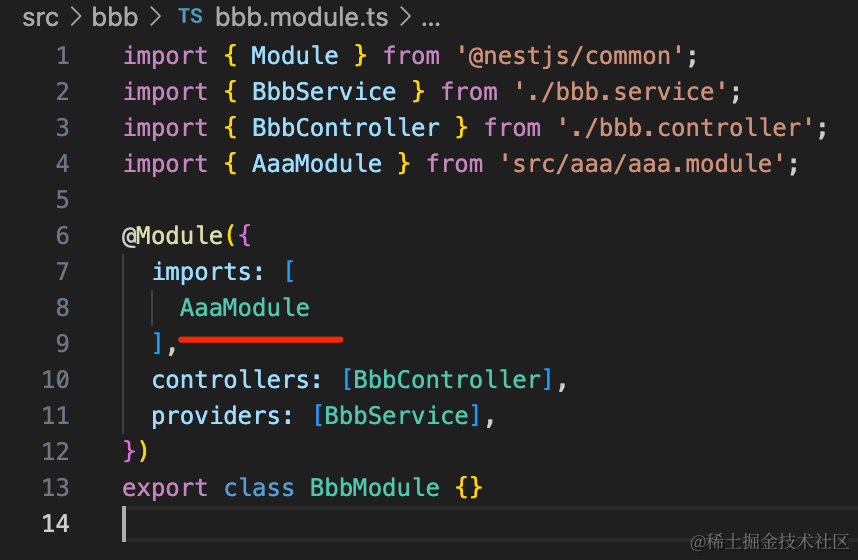 src > bbb > TS bbb.module.ts > ...
1 import { Module } from '@nestjs/common';
2 import { BbbService } from './bbb.service';
3 import { BbbController } from './bbb.controller';
4 import { AaaModule } from 'src/aaa/aaa.module';
5
6 @Module({
7   imports: [
8     AaaModule
9   ],
10   controllers: [BbbController],
11   providers: [BbbService],
12 })
13 export class BbbModule {}
14
@稀土掘金技术社区